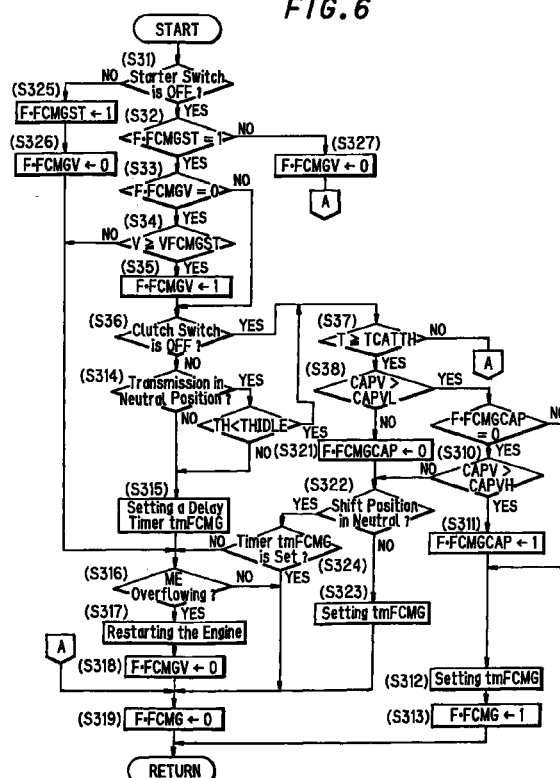 FIG.6
START
(S31)
Starter Switch
is OFF ?
NO
YES
(S325)
F·FCMGST ← 1
(S32)
F·FCMGST = 1
NO
YES
(S326)
F·FCMGV ← 0
(S327)
F·FCMGV ← 0
A
(S33)
F·FCMGV = 0
NO
YES
(S34)
V ≧ VFCMGST
NO
YES
(S35)
F·FCMGV ← 1
(S36)
Clutch Switch
is OFF ?
YES
NO
(S37)
T ≧ TCATTH
NO
YES
A
(S314)
Transmission in
Neutral Position ?
YES
NO
TH<THIDLE
YES
NO
(S38)
CAPV >
CAPVL
YES
NO
F·FCMGCAP
= 0
NO
YES
(S321)
F·FCMGCAP ← 0
(S310)
CAPV >
CAPVH
NO
YES
(S311)
F·FCMGCAP ← 1
(S322)
Shift Position
in Neutral ?
YES
NO
(S315)
Setting a Delay
Timer tmFCMG
Timer tmFCMG
is Set ?
NO
YES
(S324)
(S323)
Setting tmFCMG
(S316)
ME
Overflowing ?
NO
YES
(S317)
Restarting the Engine
A
(S318)
F·FCMGV ← 0
(S312)
Setting tmFCMG
(S319)
F·FCMG ← 0
(S313)
F·FCMG ← 1
RETURN